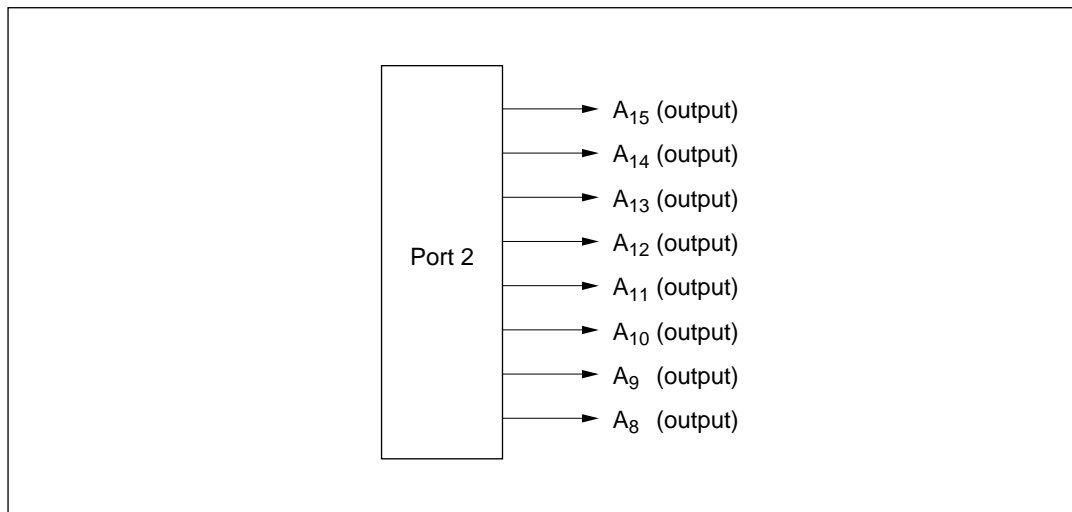 A15 (output)
A14 (output)
A13 (output)
A12 (output)
Port 2
A11 (output)
A10 (output)
A9 (output)
A8 (output)